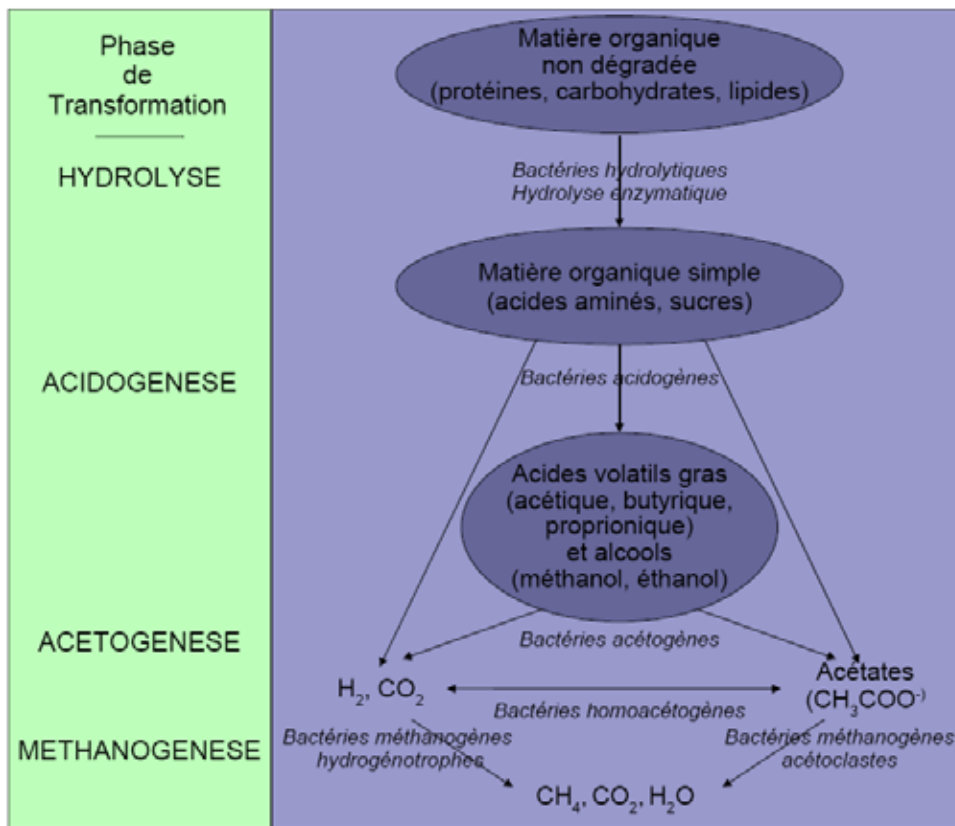 Phase
de
Transformation
HYDROLYSE
ACIDOGENESE
ACETOGENESE
METHANOGENESE
Matière organique
non dégradée
(protéines, carbohydrates, lipides)
Bactéries hydrolytiques
Hydrolyse enzymatique
Matière organique simple
(acides aminés, sucres)
Bactéries acidogènes
Acides volatils gras
(acétique, butyrique,
proprionique)
et alcools
(méthanol, éthanol)
Bactéries acétogènes
H₂, CO₂
Acétates
(CH₃COO⁻⁾
Bactéries homoacétogènes
Bactéries méthanogènes
hydrogénotrophes
Bactéries méthanogènes
acétoclastes
CH₄, CO₂, H₂O